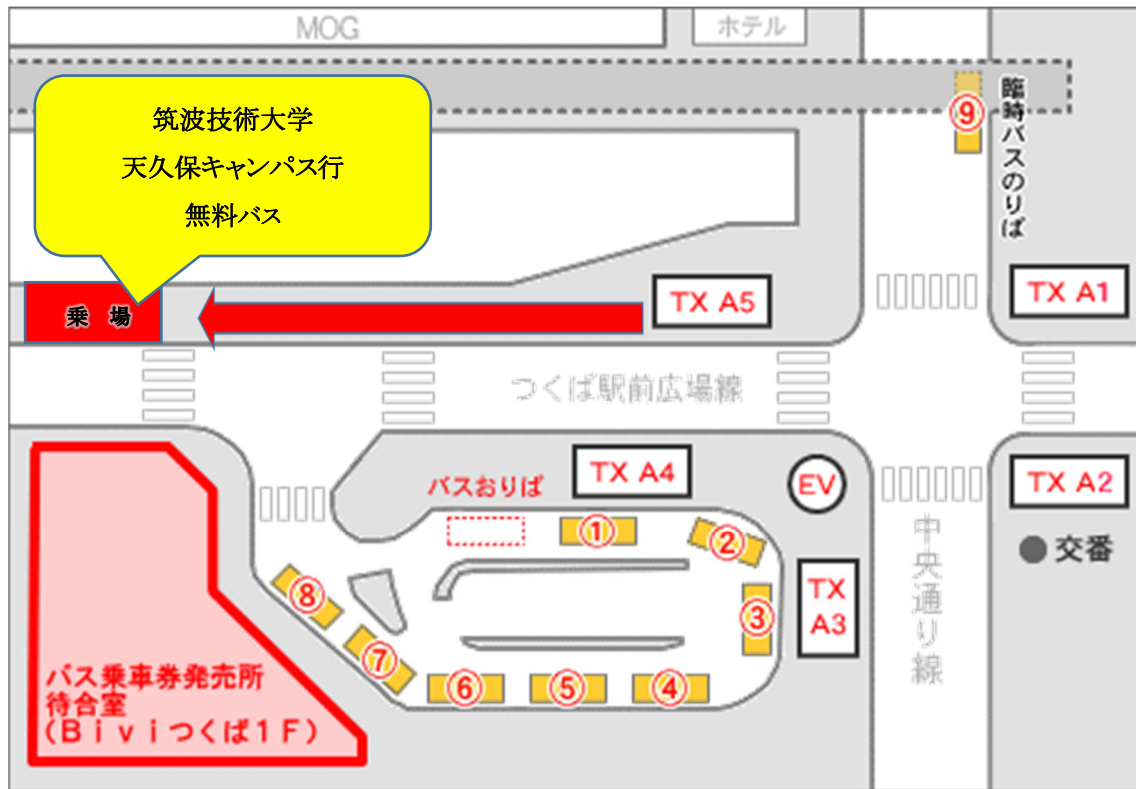 MOG
ホテル
筑波技術大学
天久保キャンパス行
無料バス
⑨
臨時バスのりば
乗 場
TX A5
TX A1
つくば駅前広場線
TX A4
EV
TX A2
バスおりば
①
②
中央通り線
交番
TX
A3
⑧
③
⑦
⑥
⑤
④
バス乗車券発売所
待合室
(Biviつくば1F)